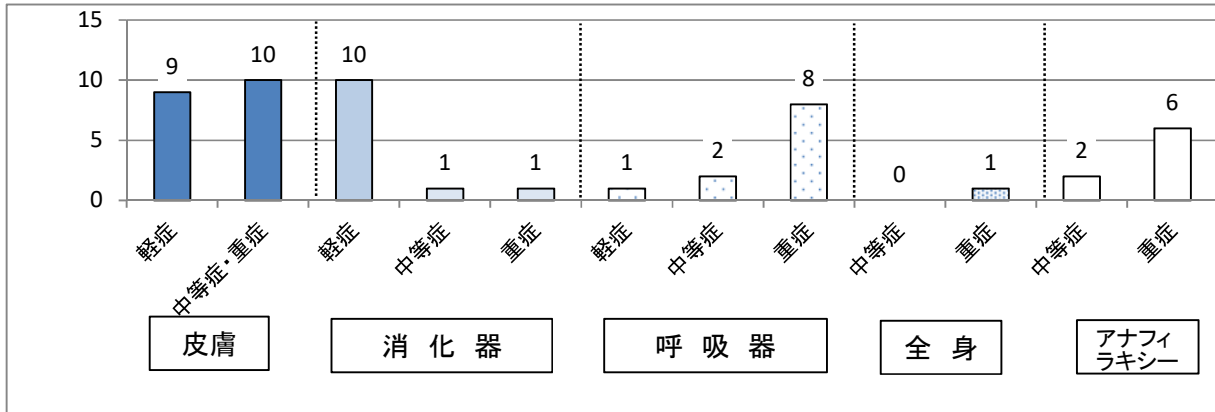 15
10
5
0
9
10
10
1
1
1
2
8
0
1
2
6
軽症
中等症・重症
軽症
中等症
重症
軽症
中等症
重症
中等症
重症
中等症
重症
皮膚
消 化 器
呼 吸 器
全 身
アナフィ
ラキシー